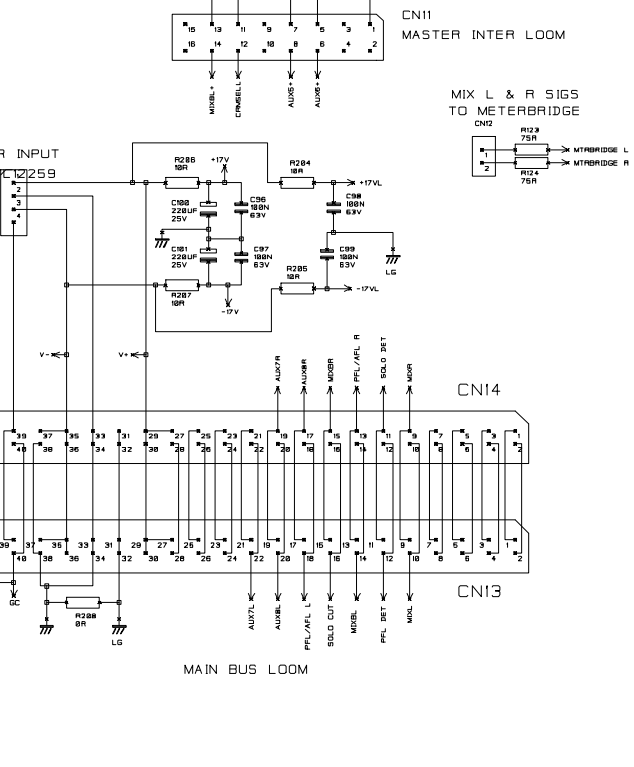 CN11
MASTER INTER LOOM
15 13 11 9 7 5 3 1
16 14 12 10 8 6 4 2
MIXBL+
AUX5+
AUX6+
MIX L & R SIGS
TO METERBRIDGE
CN12
R123
75R
1
MTRBRIDGE L
2
MTRBRIDGE R
R124
75R
R INPUT
1
2
3
4
R206
10R
+17V
R204
10R
+17VL
C100
220UF
25V
C96
100N
63V
C98
100N
63V
C101
220UF
25V
C97
100N
63V
C99
100N
63V
LG
R207
10R
-17V
R205
10R
-17VL
V-
V+
AUX7R
AUX8R
MIXBR
PFL/AFL R
SOLO DET
MIXR
CN14
39 37 35 33 31 29 27 25 23 21 19 17 15 13 11 9 7 5 3 1
40 38 36 34 32 30 28 26 24 22 20 18 16 14 12 10 8 6 4 2
39 37 35 33 31 29 27 25 23 21 19 17 15 13 11 9 7 5 3 1
40 38 36 34 32 30 28 26 24 22 20 18 16 14 12 10 8 6 4 2
CN13
GC
R208
0R
LG
AUX7L
AUX8L
PFL/AFL L
SOLO CUT
MIXBL
PFL DET
MIXL
MAIN BUS LOOM